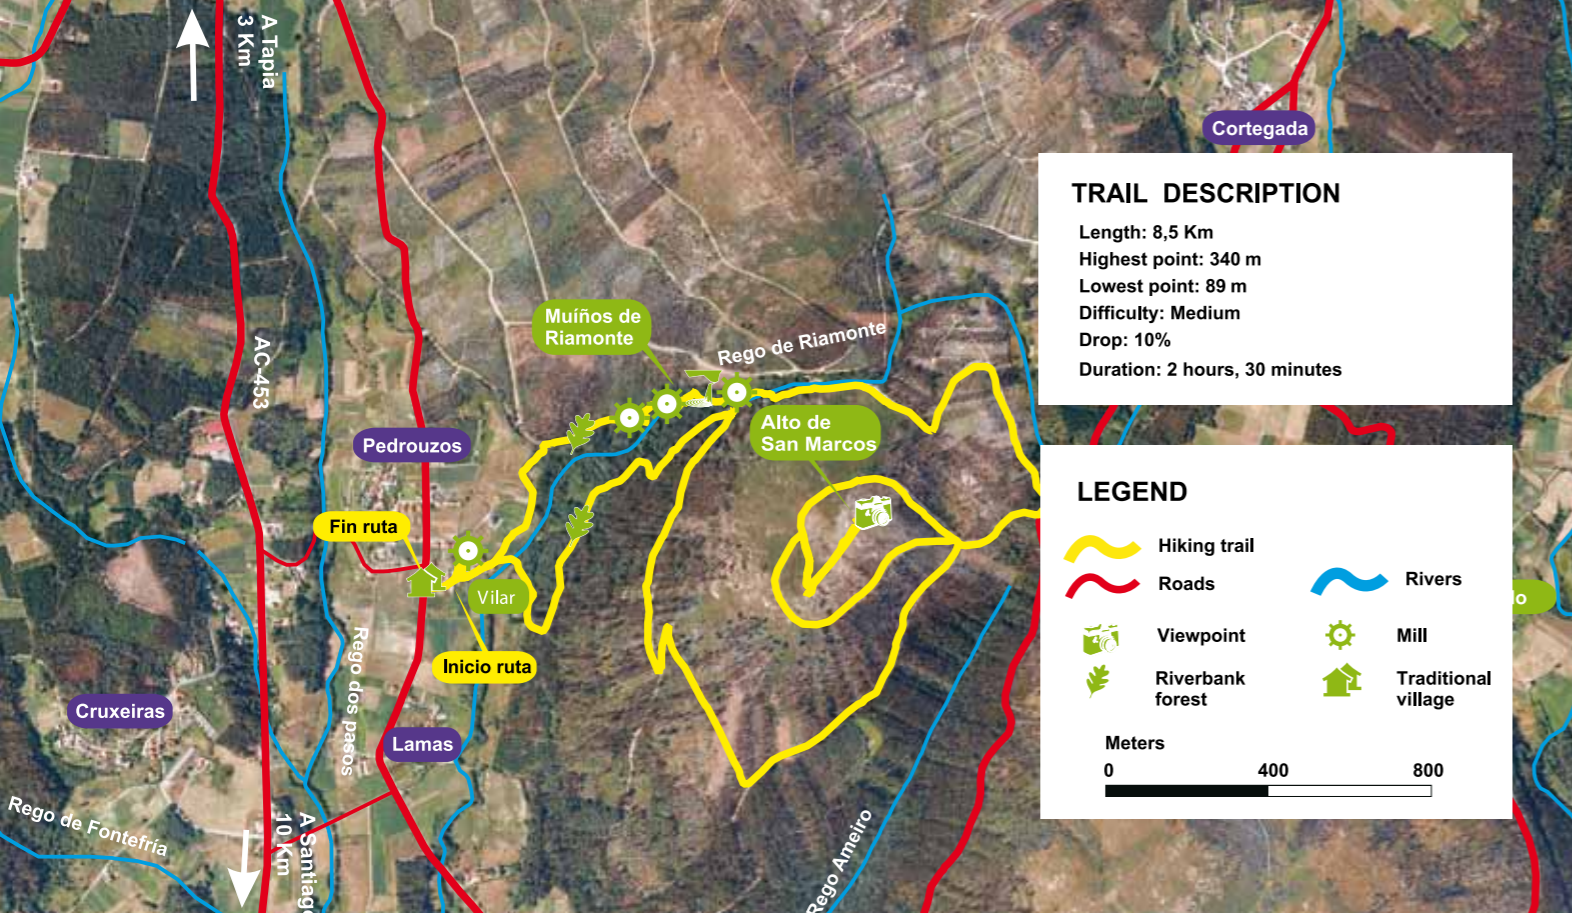 A Tapia
3 Km
Cortegada
TRAIL DESCRIPTION
Length: 8,5 Km
Highest point: 340 m
Lowest point: 89 m
Difficulty: Medium
Drop: 10%
Duration: 2 hours, 30 minutes
Muíños de
Riamonte
Rego de Riamonte
AC-453
Alto de
San Marcos
Pedrouzos
Fin ruta
Vilar
Inicio ruta
Rego dos pasos
Cruxeiras
Lamas
Rego de Fontefría
A Santiago
10 Km
Rego Ameiro
LEGEND
Hiking trail
Roads
Rivers
Viewpoint
Mill
Riverbank
forest
Traditional
village
Meters
0 400 800